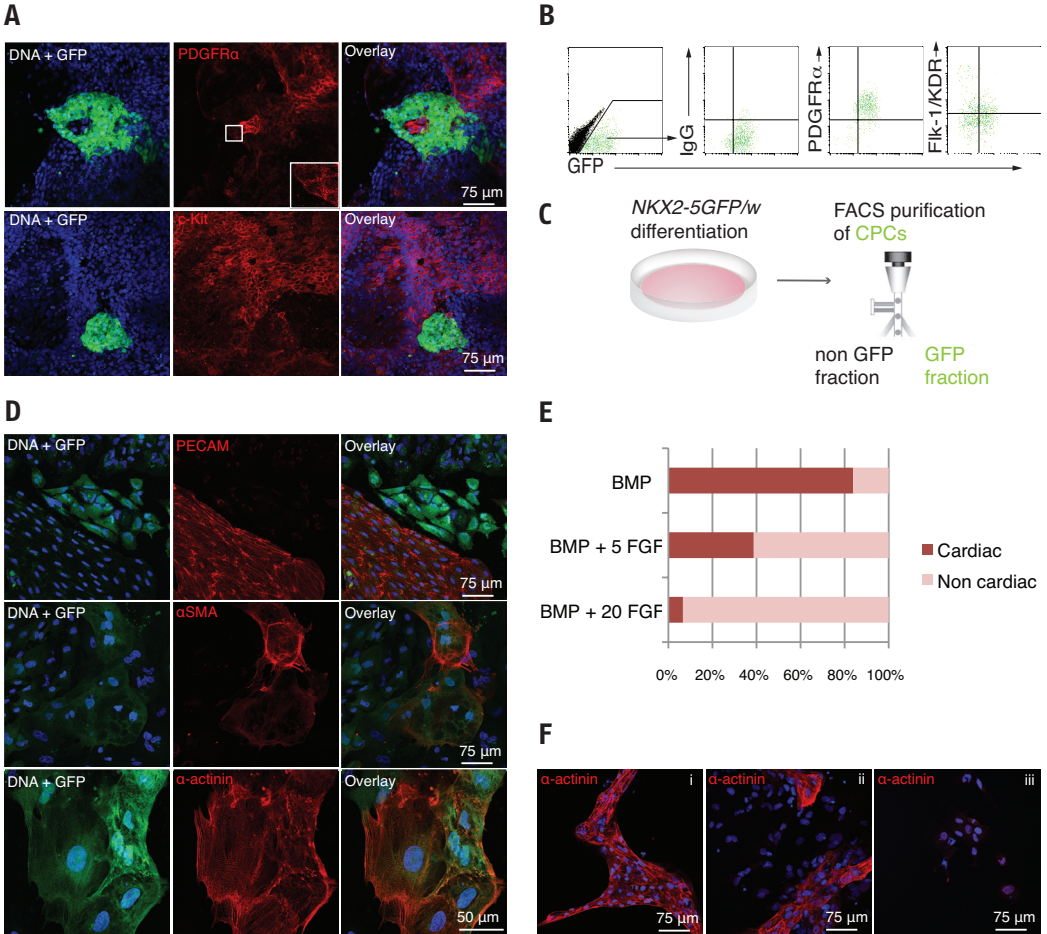 A
DNA + GFP
PDGFRα
Overlay
75 µm
DNA + GFP
c-Kit
Overlay
75 µm
B
GFP
IgG
PDGFRα
Flk-1/KDR
C
NKX2-5GFP/w
differentiation
FACS purification
of CPCs
non GFP
fraction
GFP
fraction
D
DNA + GFP
PECAM
Overlay
75 µm
DNA + GFP
αSMA
Overlay
75 µm
DNA + GFP
α-actinin
Overlay
50 µm
E
BMP
BMP + 5 FGF
BMP + 20 FGF
0% 20% 40% 60% 80% 100%
Cardiac
Non cardiac
F
α-actinin
i
75 µm
α-actinin
ii
75 µm
α-actinin
iii
75 µm